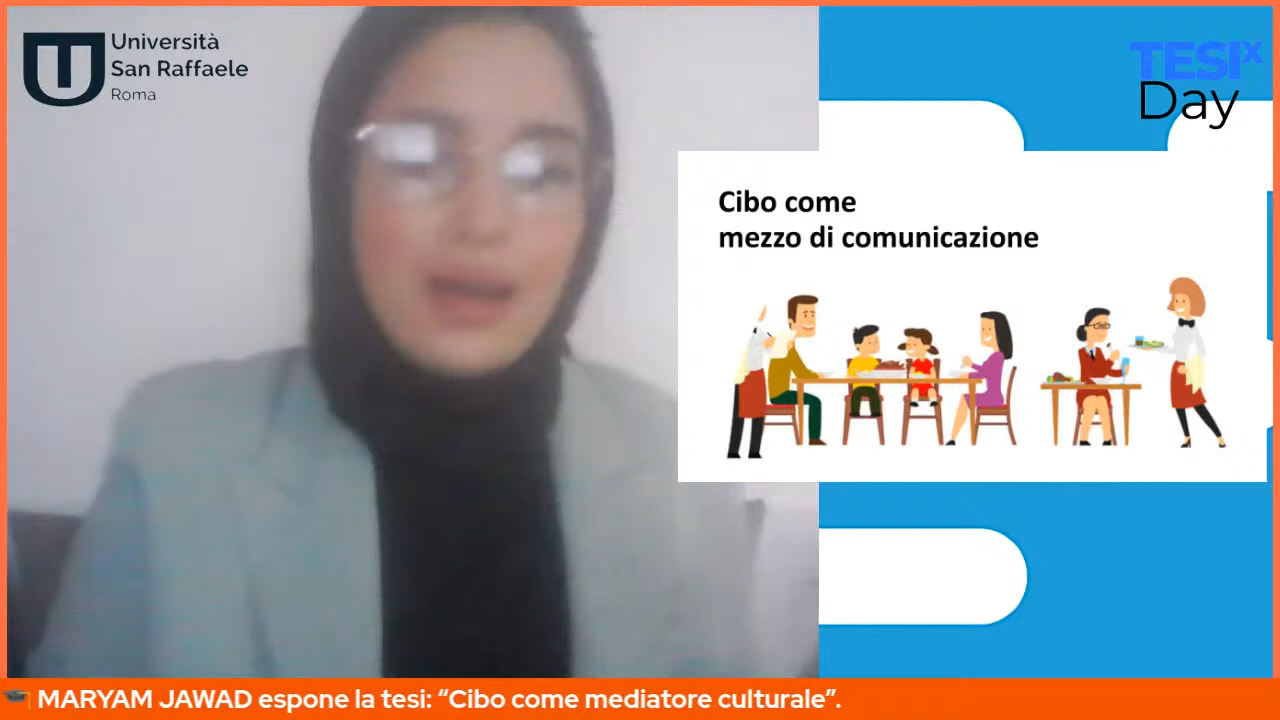 Università
San Raffaele
Roma
TESIx
Day
Cibo come
mezzo di comunicazione
MARYAM JAWAD espone la tesi: “Cibo come mediatore culturale”.